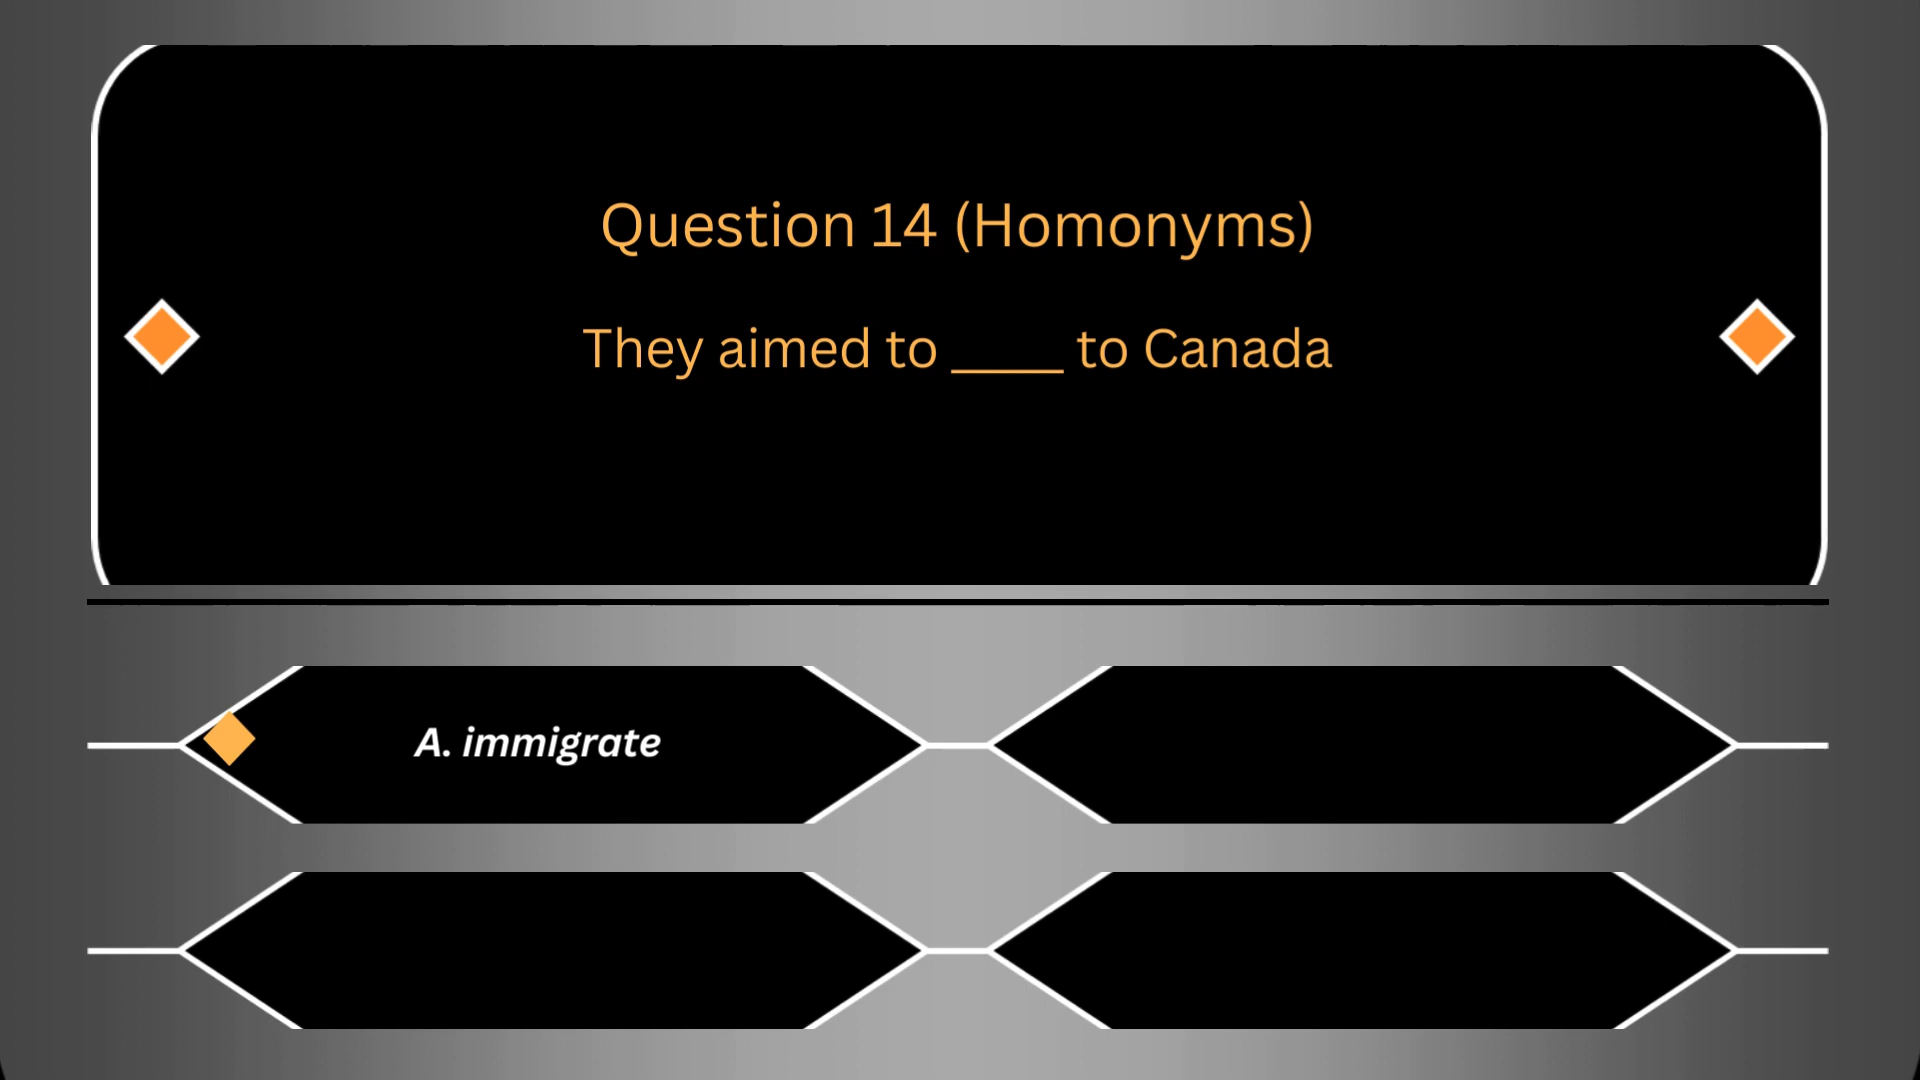 Question 14 (Homonyms)
They aimed to ____ to Canada
A. immigrate